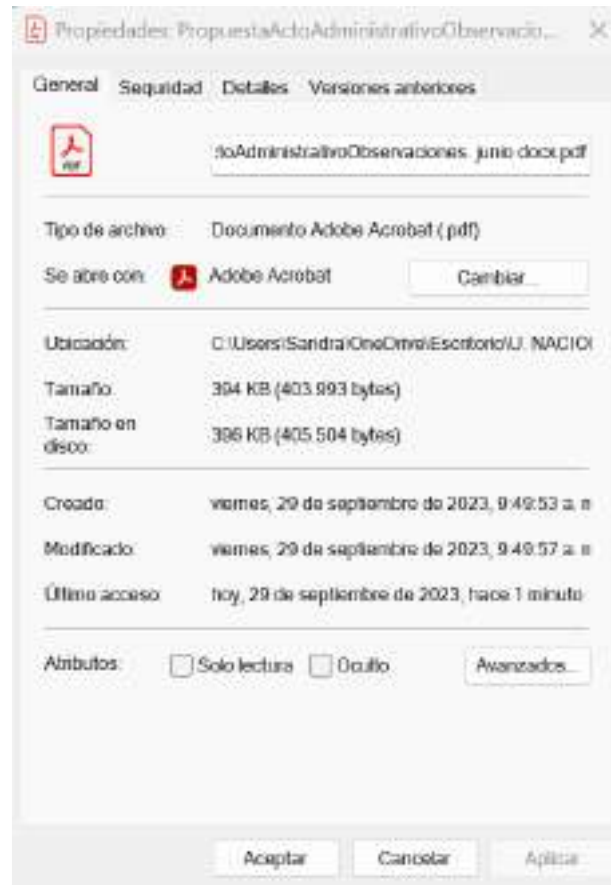 Propiedades: PropuestaActoAdministrativoObservacio...
General Seguridad Detalles Versiones anteriores
PDF
toAdministrativoObservaciones. junio docx.pdf
Tipo de archivo: Documento Adobe Acrobat (.pdf)
Se abre con: Adobe Acrobat Cambiar...
Ubicación: C:\Users\Sandra\OneDrive\Escritorio\U. NACIO
Tamaño: 394 KB (403.993 bytes)
Tamaño en
disco: 396 KB (405.504 bytes)
Creado: viernes, 29 de septiembre de 2023, 9:49:53 a. m
Modificado: viernes, 29 de septiembre de 2023, 9:49:57 a. m
Último acceso: hoy, 29 de septiembre de 2023, hace 1 minuto
Atributos: Solo lectura Oculto Avanzados...
Aceptar Cancelar Aplicar